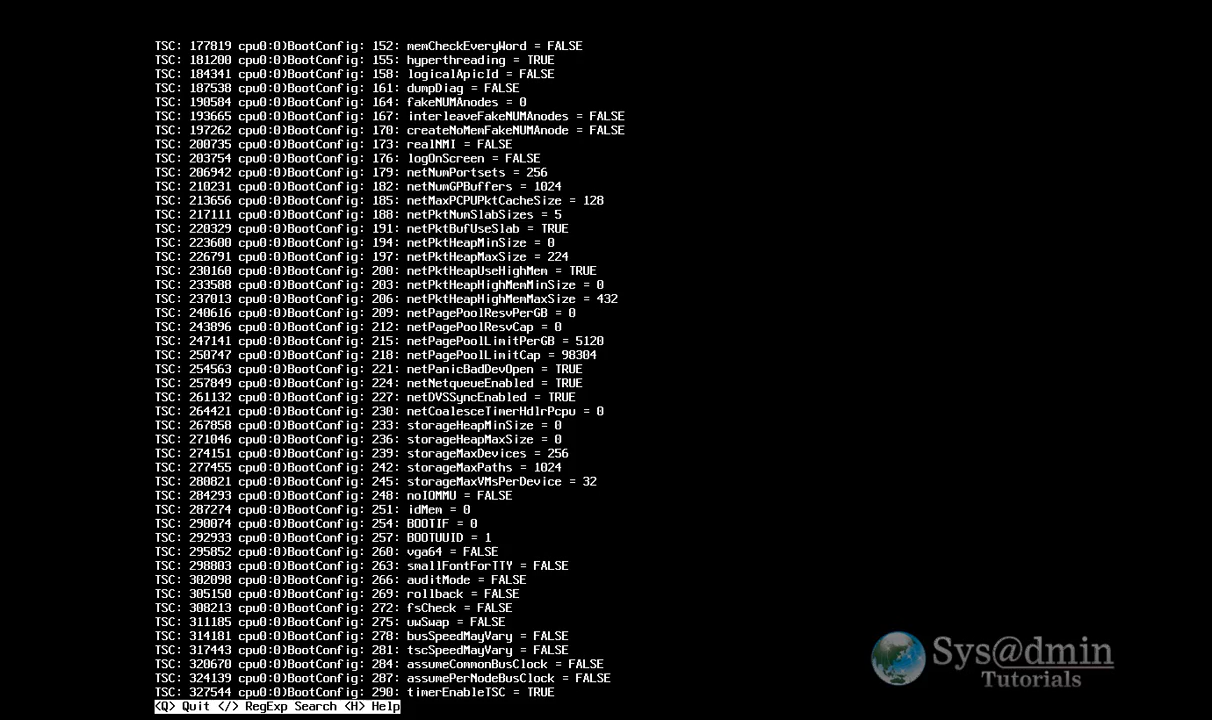 TSC: 177819 cpu0:0)BootConfig: 152: memCheckEveryWord = FALSE
TSC: 181200 cpu0:0)BootConfig: 155: hyperthreading = TRUE
TSC: 184341 cpu0:0)BootConfig: 158: logicalApicId = FALSE
TSC: 187538 cpu0:0)BootConfig: 161: dumpDiag = FALSE
TSC: 190584 cpu0:0)BootConfig: 164: fakeNUMAnodes = 0
TSC: 193665 cpu0:0)BootConfig: 167: interleaveFakeNUMAnodes = FALSE
TSC: 197262 cpu0:0)BootConfig: 170: createNoMemFakeNUMAnode = FALSE
TSC: 200735 cpu0:0)BootConfig: 173: realNMI = FALSE
TSC: 203754 cpu0:0)BootConfig: 176: logOnScreen = FALSE
TSC: 206942 cpu0:0)BootConfig: 179: netNumPortsets = 256
TSC: 210231 cpu0:0)BootConfig: 182: netNumGPBuffers = 1024
TSC: 213656 cpu0:0)BootConfig: 185: netMaxPCPUPktCacheSize = 128
TSC: 217111 cpu0:0)BootConfig: 188: netPktNumSlabSizes = 5
TSC: 220329 cpu0:0)BootConfig: 191: netPktBufUseSlab = TRUE
TSC: 223600 cpu0:0)BootConfig: 194: netPktHeapMinSize = 0
TSC: 226791 cpu0:0)BootConfig: 197: netPktHeapMaxSize = 224
TSC: 230160 cpu0:0)BootConfig: 200: netPktHeapUseHighMem = TRUE
TSC: 233588 cpu0:0)BootConfig: 203: netPktHeapHighMemMinSize = 0
TSC: 237013 cpu0:0)BootConfig: 206: netPktHeapHighMemMaxSize = 432
TSC: 240616 cpu0:0)BootConfig: 209: netPagePoolResvPerGB = 0
TSC: 243896 cpu0:0)BootConfig: 212: netPagePoolResvCap = 0
TSC: 247141 cpu0:0)BootConfig: 215: netPagePoolLimitPerGB = 5120
TSC: 250747 cpu0:0)BootConfig: 218: netPagePoolLimitCap = 98304
TSC: 254563 cpu0:0)BootConfig: 221: netPanicBadDevOpen = TRUE
TSC: 257849 cpu0:0)BootConfig: 224: netNetqueueEnabled = TRUE
TSC: 261132 cpu0:0)BootConfig: 227: netDVSSyncEnabled = TRUE
TSC: 264421 cpu0:0)BootConfig: 230: netCoalesceTimerHdlrPcpu = 0
TSC: 267858 cpu0:0)BootConfig: 233: storageHeapMinSize = 0
TSC: 271046 cpu0:0)BootConfig: 236: storageHeapMaxSize = 0
TSC: 274151 cpu0:0)BootConfig: 239: storageMaxDevices = 256
TSC: 277455 cpu0:0)BootConfig: 242: storageMaxPaths = 1024
TSC: 280821 cpu0:0)BootConfig: 245: storageMaxVMsPerDevice = 32
TSC: 284293 cpu0:0)BootConfig: 248: noIOMMU = FALSE
TSC: 287274 cpu0:0)BootConfig: 251: idMem = 0
TSC: 290074 cpu0:0)BootConfig: 254: BOOTIF = 0
TSC: 292933 cpu0:0)BootConfig: 257: BOOTUUID = 1
TSC: 295852 cpu0:0)BootConfig: 260: vga64 = FALSE
TSC: 298803 cpu0:0)BootConfig: 263: smallFontForTTY = FALSE
TSC: 302098 cpu0:0)BootConfig: 266: auditMode = FALSE
TSC: 305150 cpu0:0)BootConfig: 269: rollback = FALSE
TSC: 308213 cpu0:0)BootConfig: 272: fsCheck = FALSE
TSC: 311185 cpu0:0)BootConfig: 275: uwSwap = FALSE
TSC: 314181 cpu0:0)BootConfig: 278: busSpeedMayVary = FALSE
TSC: 317443 cpu0:0)BootConfig: 281: tscSpeedMayVary = FALSE
TSC: 320670 cpu0:0)BootConfig: 284: assumeCommonBusClock = FALSE
TSC: 324139 cpu0:0)BootConfig: 287: assumePerNodeBusClock = FALSE
TSC: 327544 cpu0:0)BootConfig: 290: timerEnableTSC = TRUE
<Q> Quit </> RegExp Search <H> Help
Sys@dmin
Tutorials